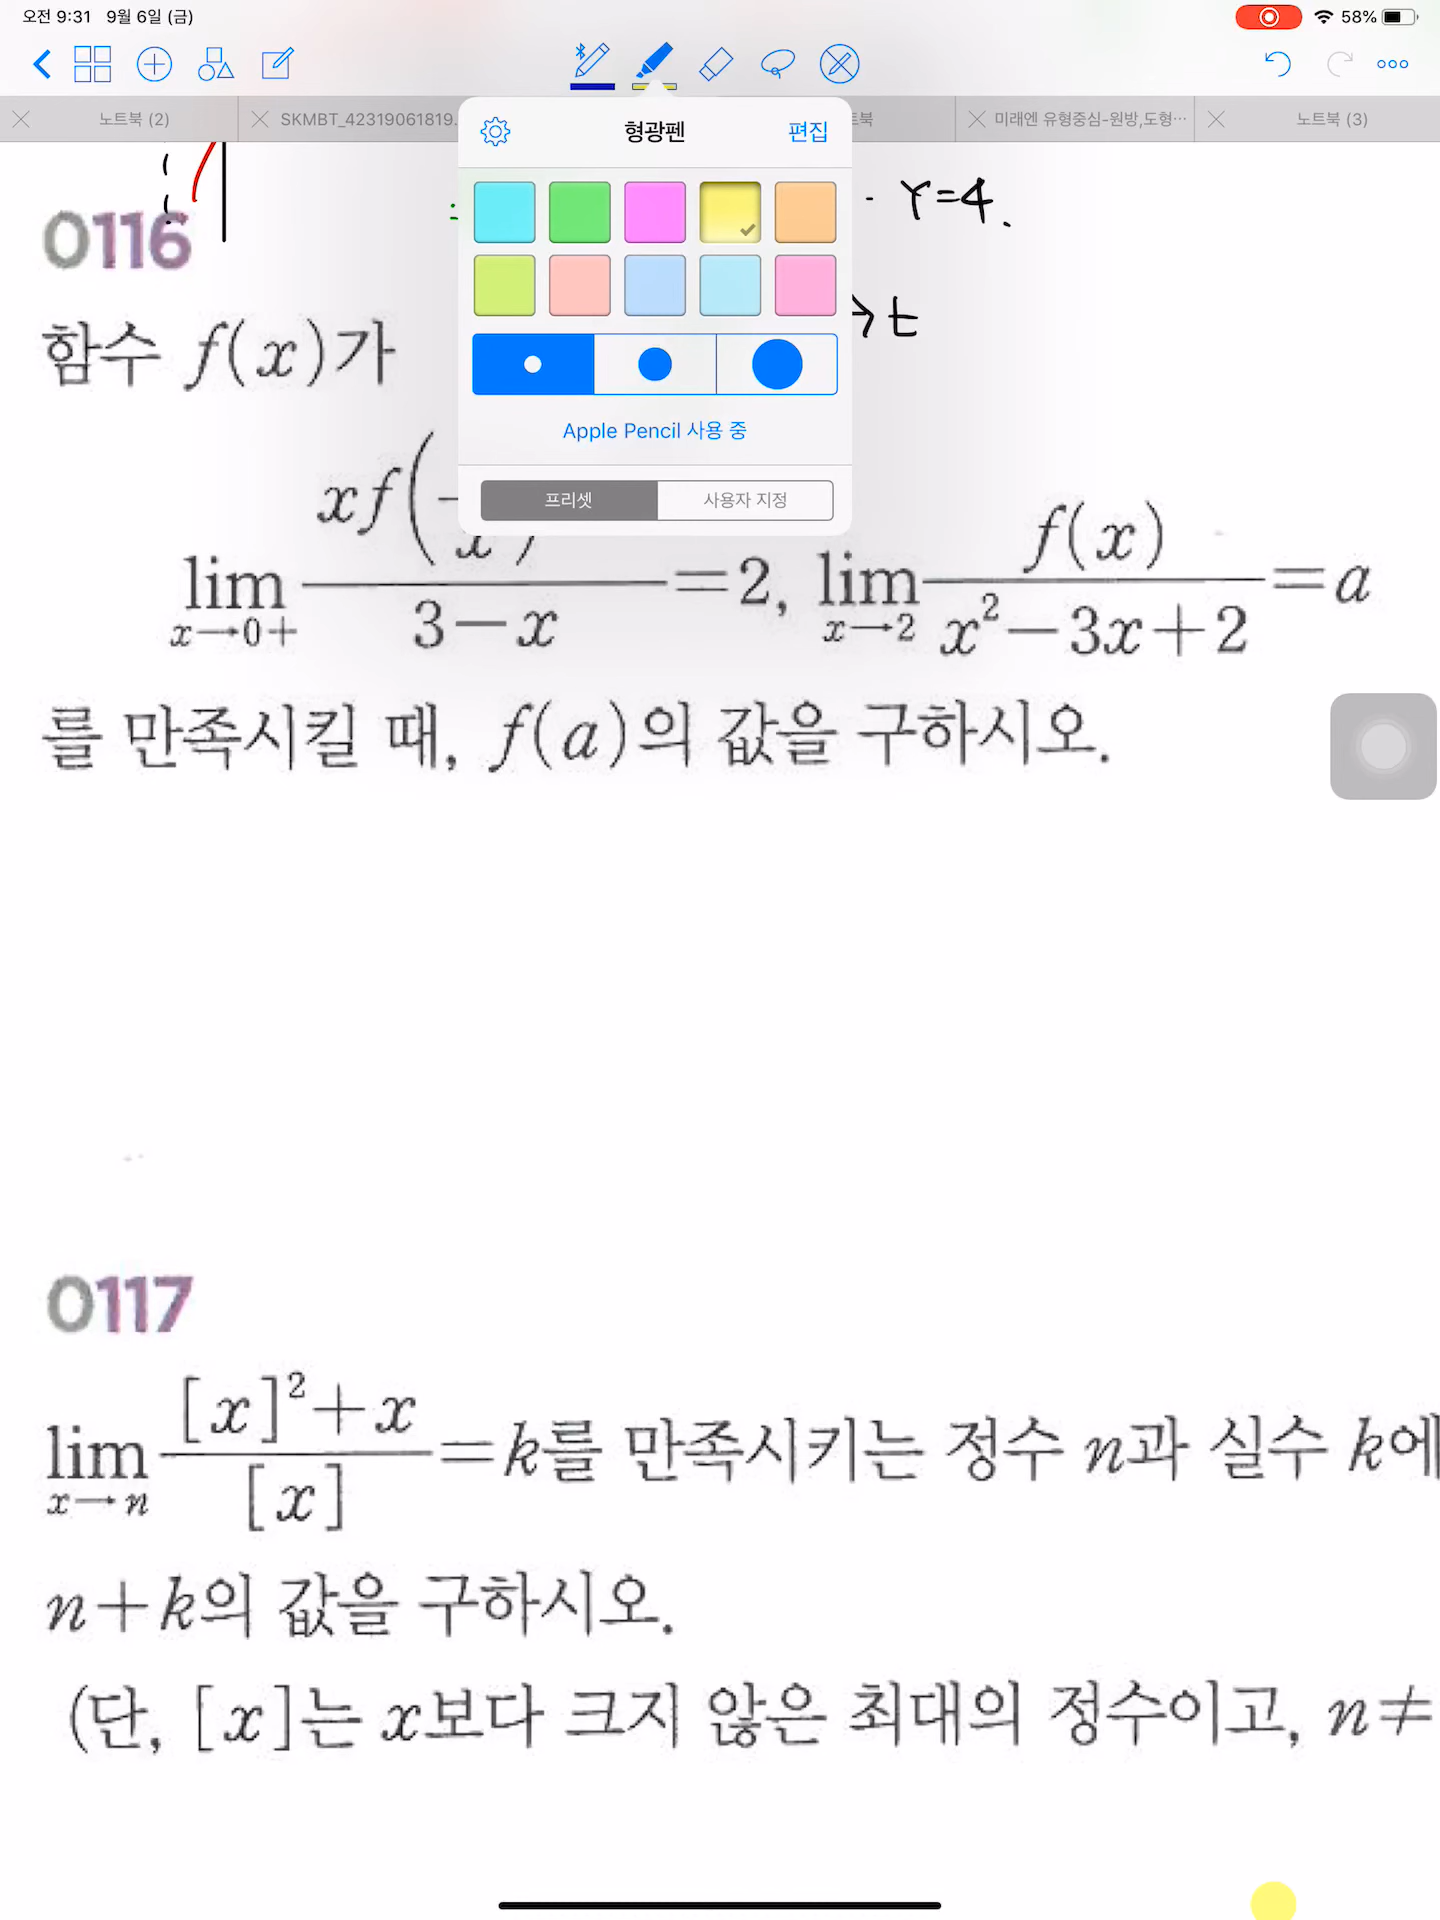 오전 9:31 9월 6일 (금) 58%
노트북 (2) SKMBT_42319061819. 트북 미래엔 유형중심-원방,도형… 노트북 (3)
형광펜 편집
Apple Pencil 사용 중
프리셋 사용자 지정
r=4.
→ t
0116
함수 f(x)가
lim x→0+ xf(−x) / 3−x =2, lim x→2 f(x) / x²−3x+2 =a
를 만족시킬 때, f(a)의 값을 구하시오.
0117
lim x→n [x]²+x / [x] =k를 만족시키는 정수 n과 실수 k에
n+k의 값을 구하시오.
(단, [x]는 x보다 크지 않은 최대의 정수이고, n≠